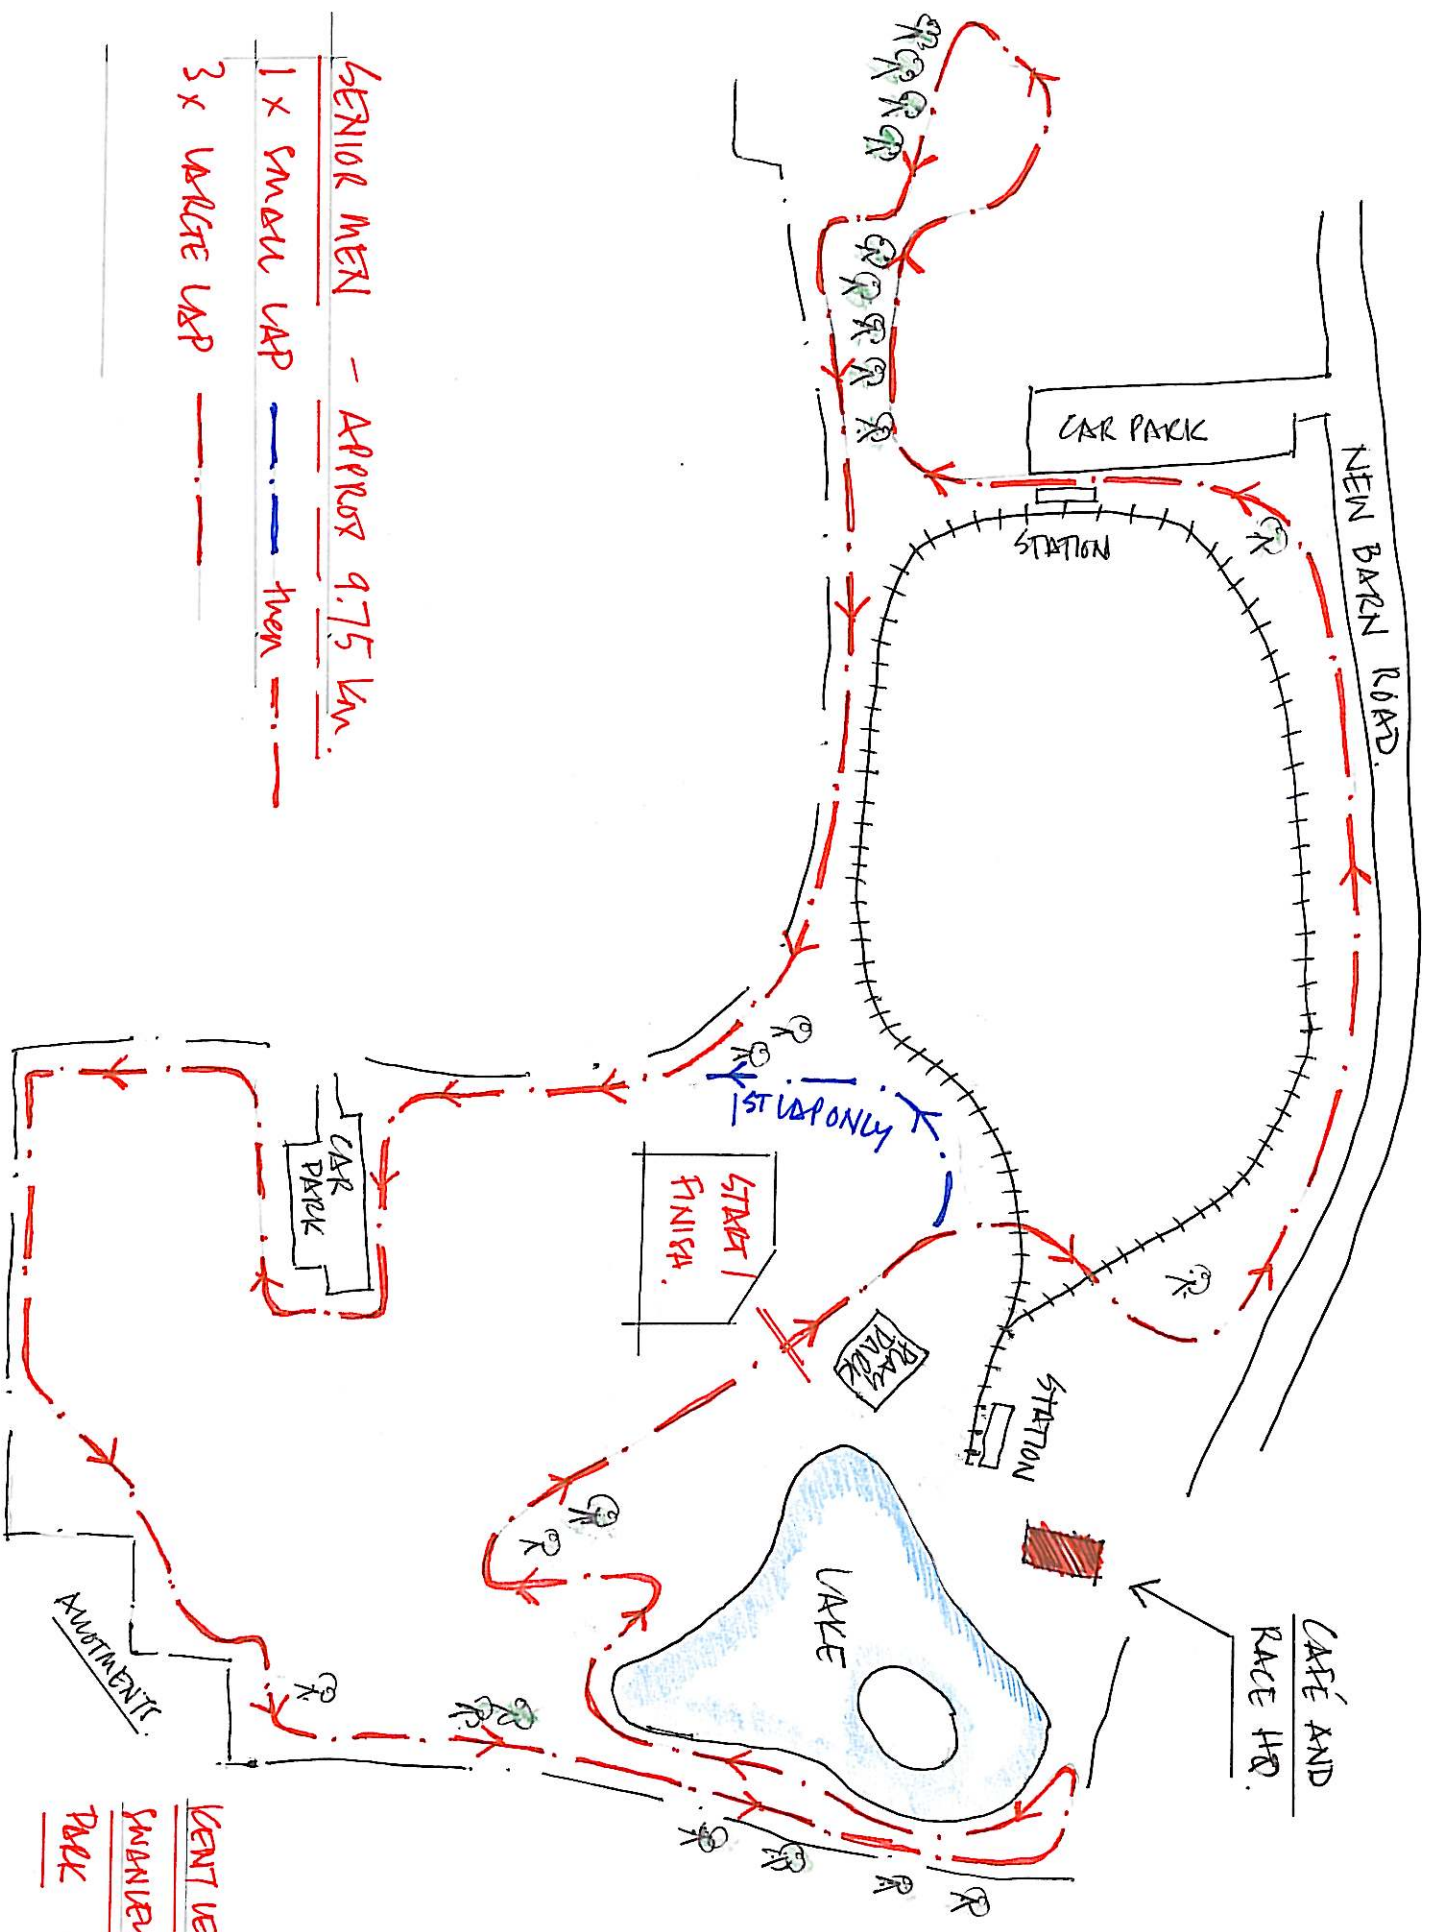 NEW BARN ROAD.
CAR PARK
STATION
CAFÉ AND
RACE HQ.
STATION
PLAY
PARK
LAKE
1ST LAP ONLY
START /
FINISH.
CAR
PARK
ALLOTMENTS.
SENIOR MEN - APPROX 9.75 km.
1 x SMALL LAP then
3 x LARGE LAP
KENT
SWANLEY
PARK